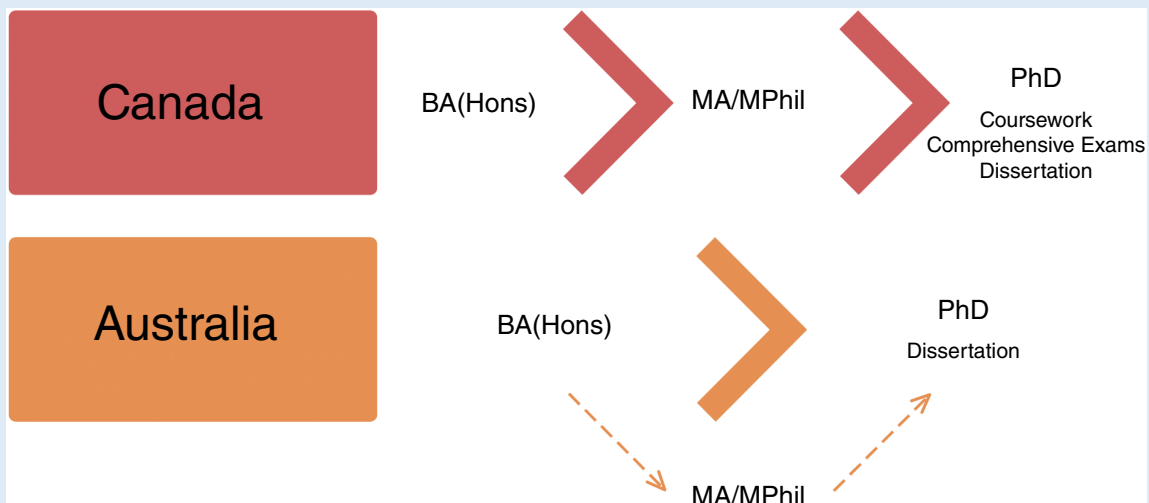 Canada
BA(Hons)
MA/MPhil
PhD
Coursework
Comprehensive Exams
Dissertation
Australia
BA(Hons)
PhD
Dissertation
MA/MPhil